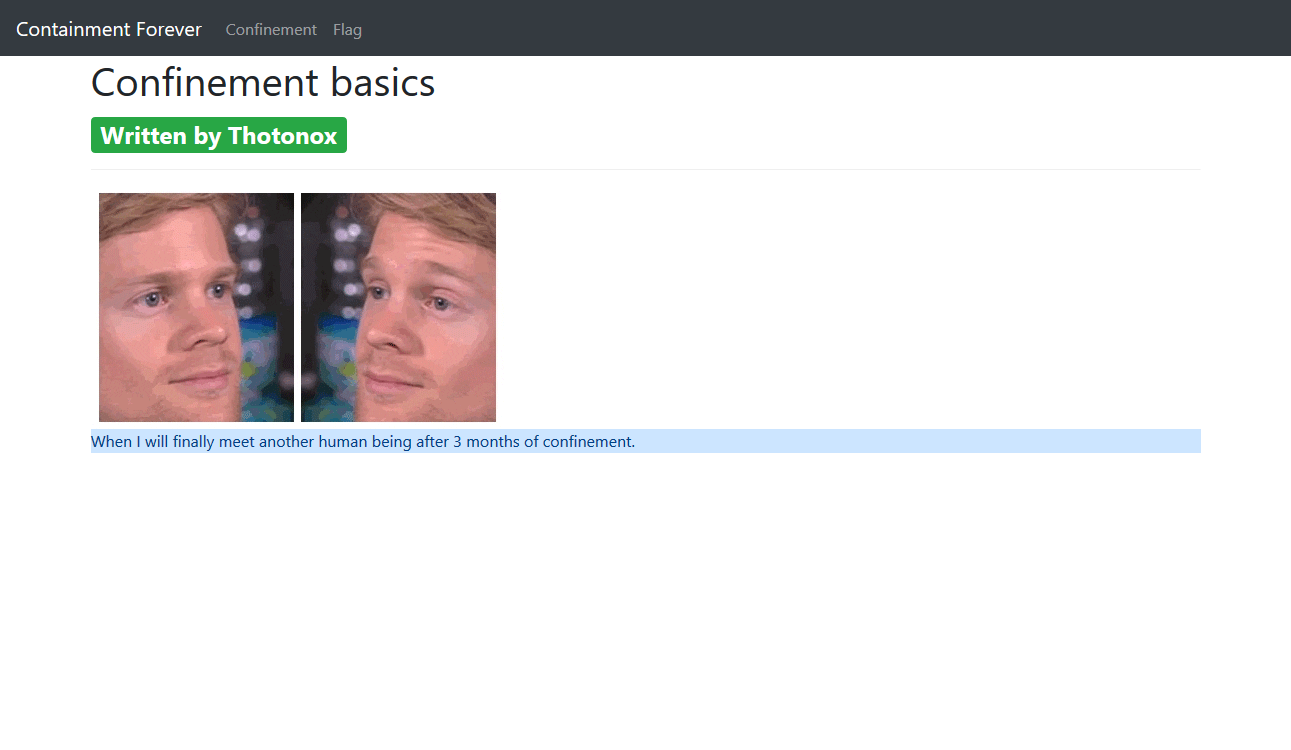 Containment Forever Confinement Flag
Confinement basics
Written by Thotonox
When I will finally meet another human being after 3 months of confinement.